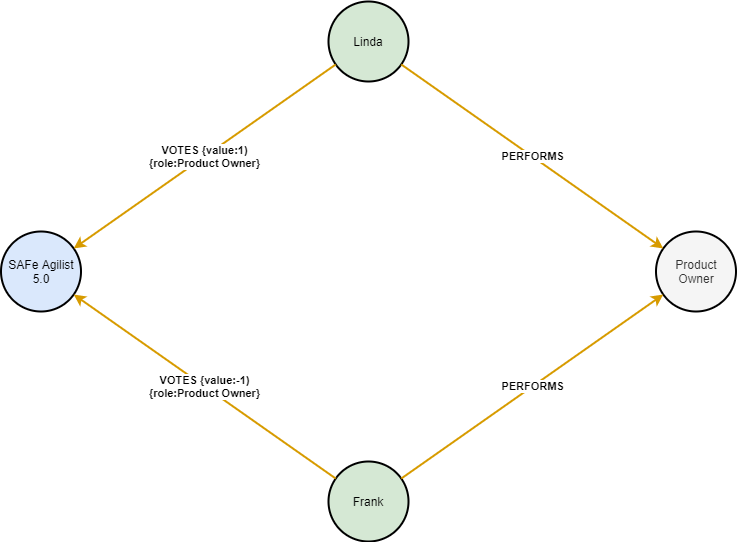 Linda
VOTES {value:1)
{role:Product Owner}
PERFORMS
SAFe Agilist
5.0
Product
Owner
VOTES {value:-1)
{role:Product Owner}
PERFORMS
Frank